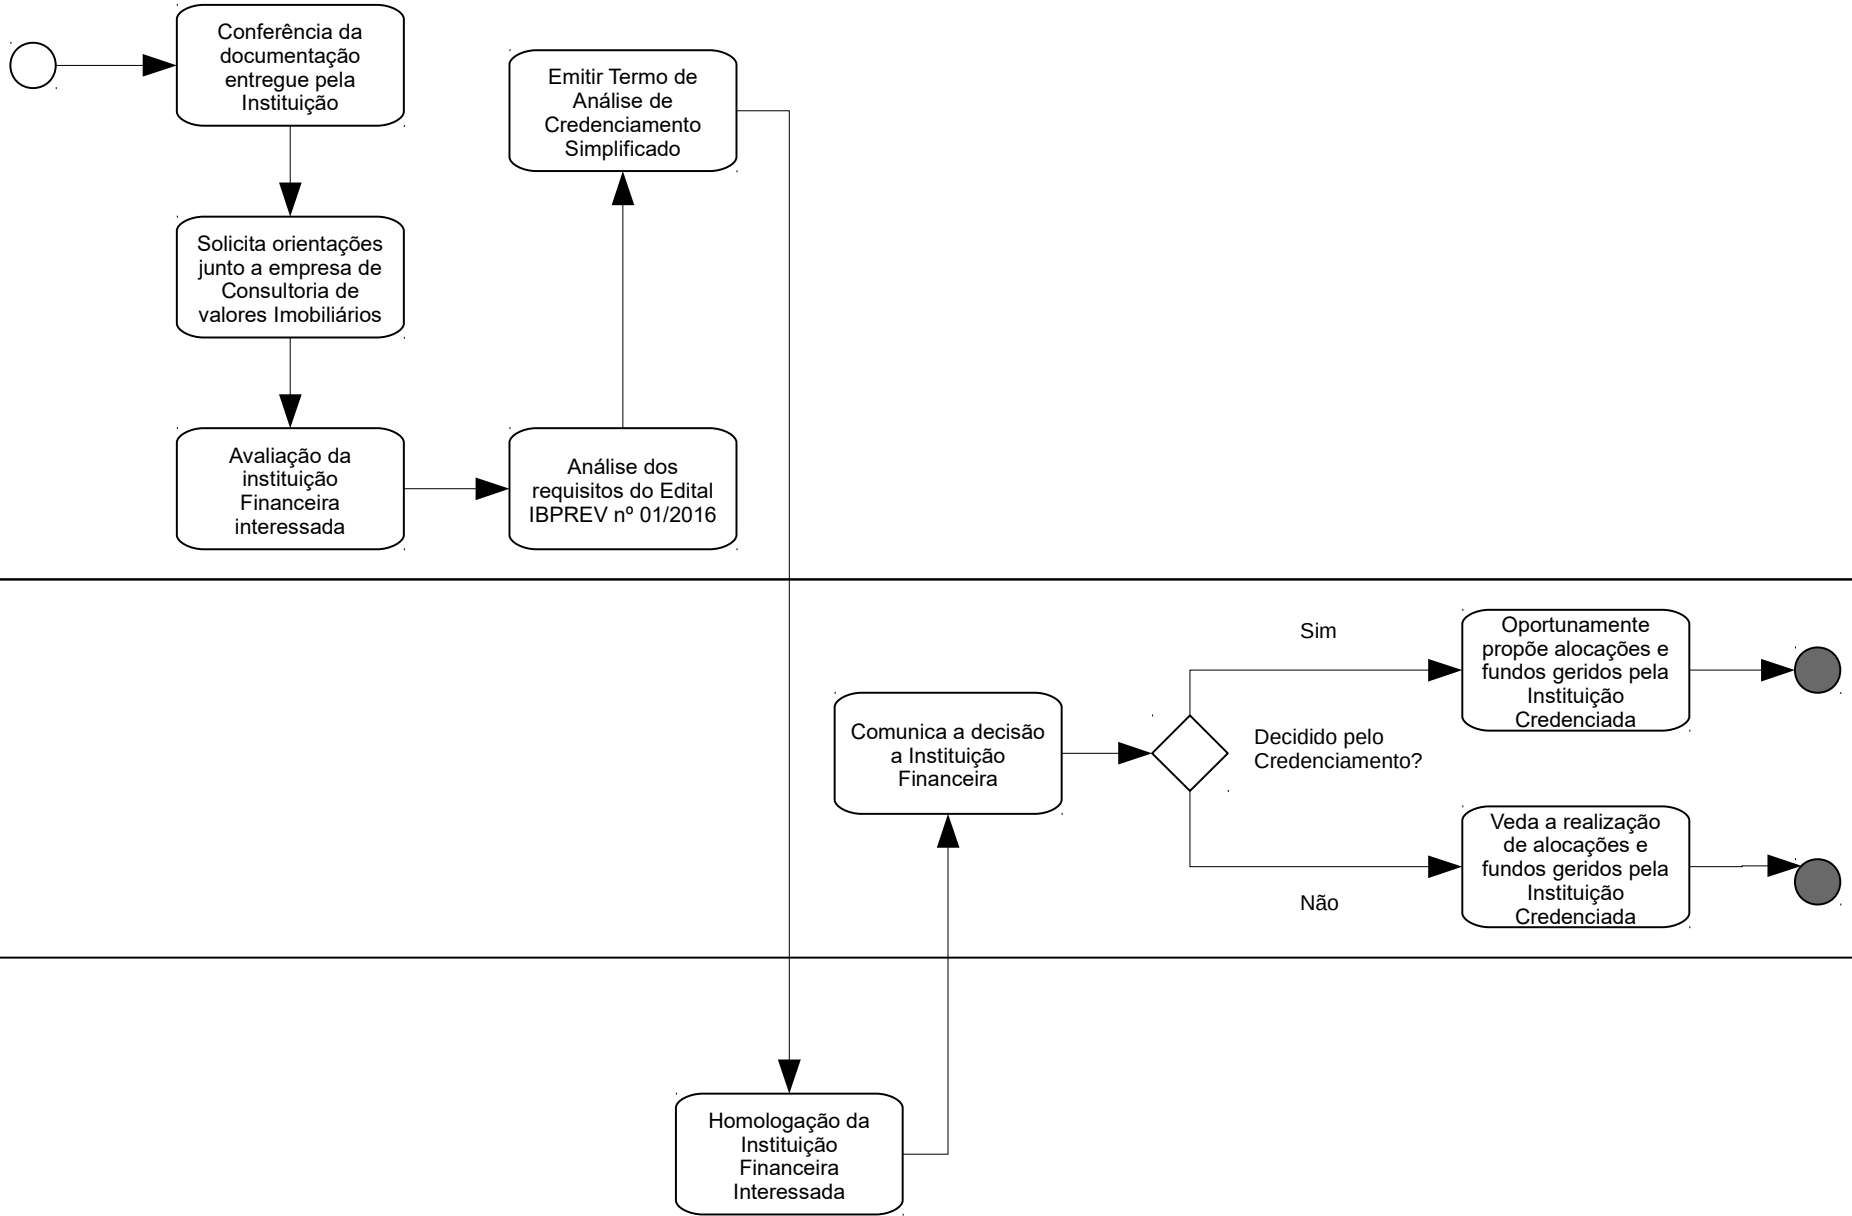 Conferência da
documentação
entregue pela
Instituição
Emitir Termo de
Análise de
Credenciamento
Simplificado
Solicita orientações
junto a empresa de
Consultoria de
valores Imobiliários
Avaliação da
instituição
Financeira
interessada
Análise dos
requisitos do Edital
IBPREV nº 01/2016
Sim
Oportunamente
propõe alocações e
fundos geridos pela
Instituição
Credenciada
Comunica a decisão
a Instituição
Financeira
Decidido pelo
Credenciamento?
Veda a realização
de alocações e
fundos geridos pela
Instituição
Credenciada
Não
Homologação da
Instituição
Financeira
Interessada